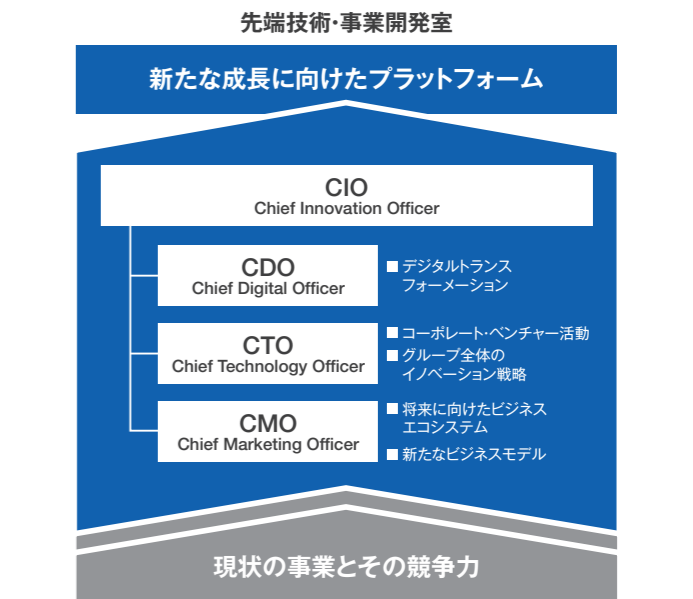 先端技術・事業開発室
新たな成長に向けたプラットフォーム
CIO
Chief Innovation Officer
CDO
Chief Digital Officer
■ デジタルトランス
フォーメーション
CTO
Chief Technology Officer
■ コーポレート・ベンチャー活動
■ グループ全体の
イノベーション戦略
CMO
Chief Marketing Officer
■ 将来に向けたビジネス
エコシステム
■ 新たなビジネスモデル
現状の事業とその競争力